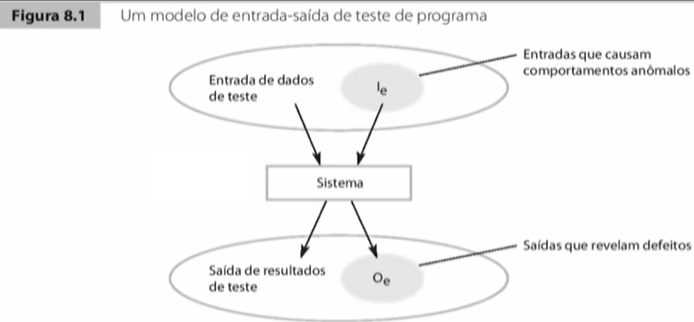 Figura 8.1 Um modelo de entrada-saída de teste de programa
Entradas que causam
comportamentos anômalos
Entrada de dados
de teste
Ie
Sistema
Saídas que revelam defeitos
Saída de resultados
de teste
Oe